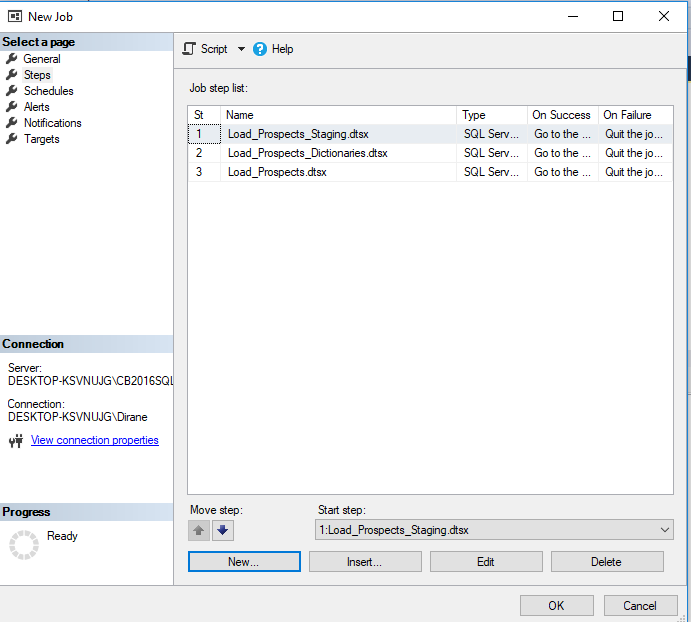 New Job
Select a page
General
Steps
Schedules
Alerts
Notifications
Targets
Script
Help
Job step list:
St Name Type On Success On Failure
1 Load_Prospects_Staging.dtsx SQL Serv... Go to the ... Quit the jo...
2 Load_Prospects_Dictionaries.dtsx SQL Serv... Go to the ... Quit the jo...
3 Load_Prospects.dtsx SQL Serv... Go to the ... Quit the jo...
Connection
Server:
DESKTOP-KSVNUJG\CB2016SQL
Connection:
DESKTOP-KSVNUJG\Dirane
View connection properties
Progress
Ready
Move step:
Start step:
1:Load_Prospects_Staging.dtsx
New...
Insert...
Edit
Delete
OK
Cancel